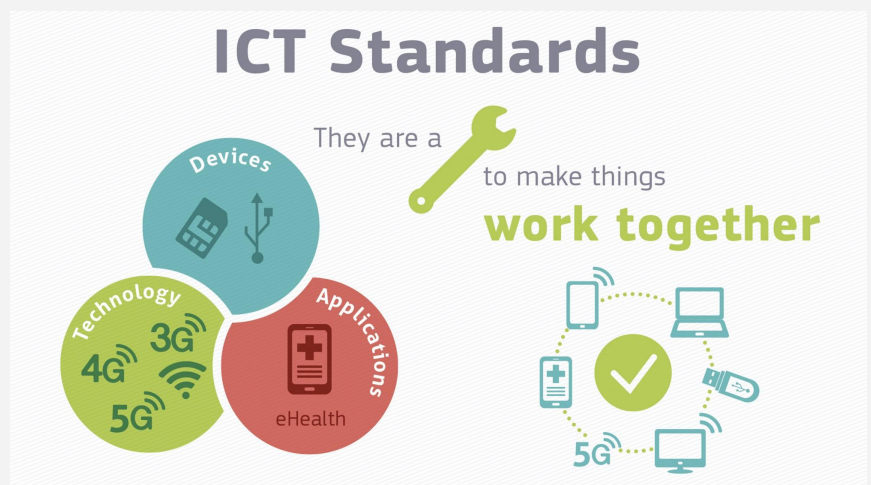 ICT Standards
They are a
to make things
work together
Devices
Technology
3G
4G
5G
Applications
eHealth
5G